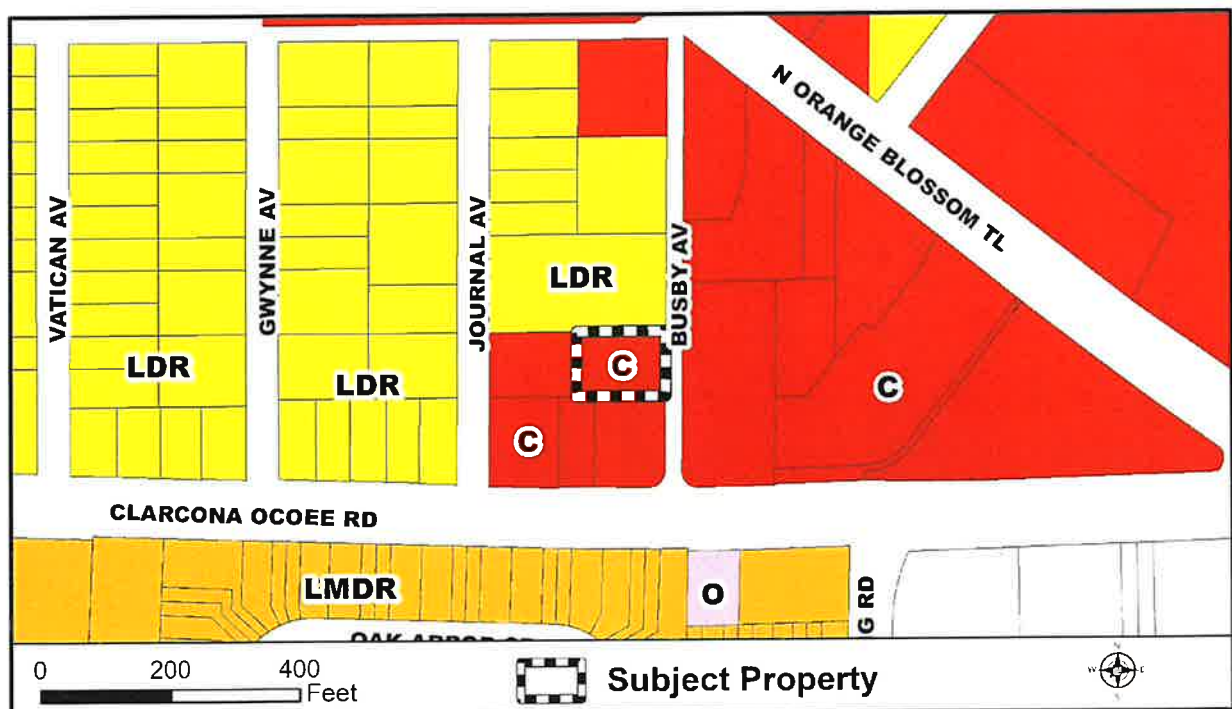 N ORANGE BLOSSOM TL
VATICAN AV
GWYNNE AV
JOURNAL AV
BUSBY AV
LDR
LDR
LDR
C
C
C
CLARCONA OCOEE RD
LMDR
O
G RD
0 200 400
Feet
Subject Property
N
W E
S